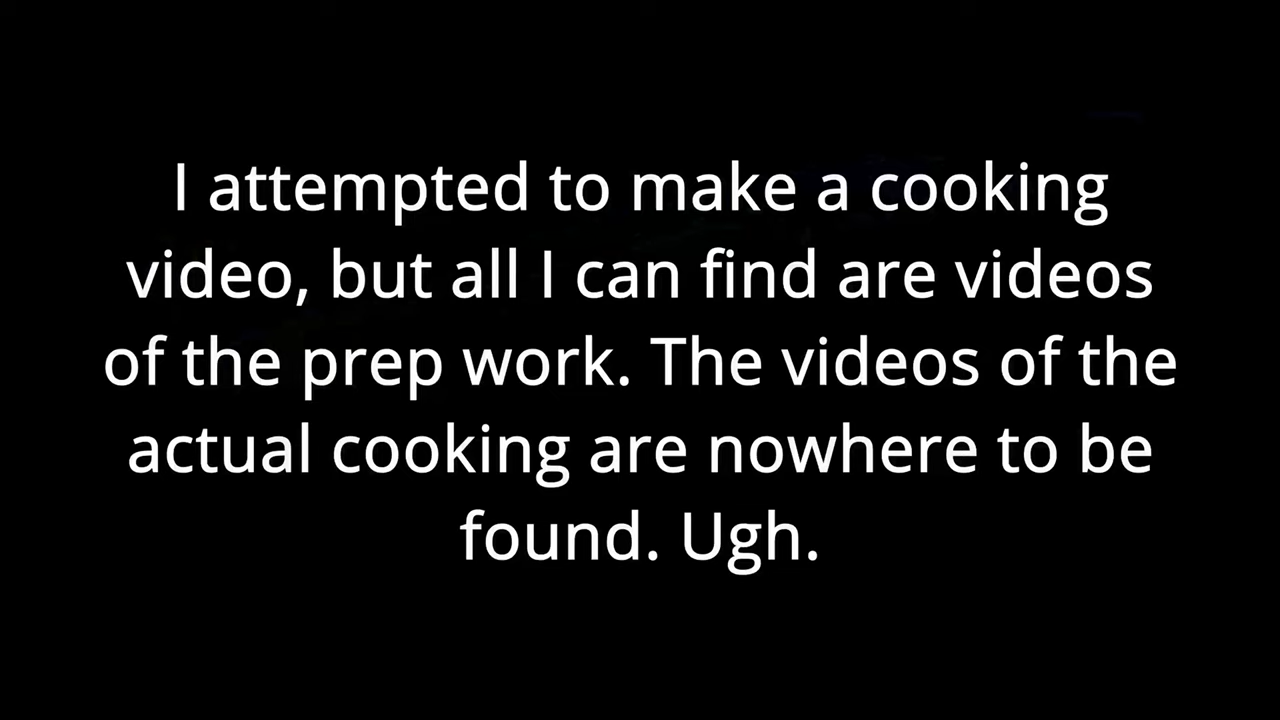 I attempted to make a cooking
video, but all I can find are videos
of the prep work. The videos of the
actual cooking are nowhere to be
found. Ugh.